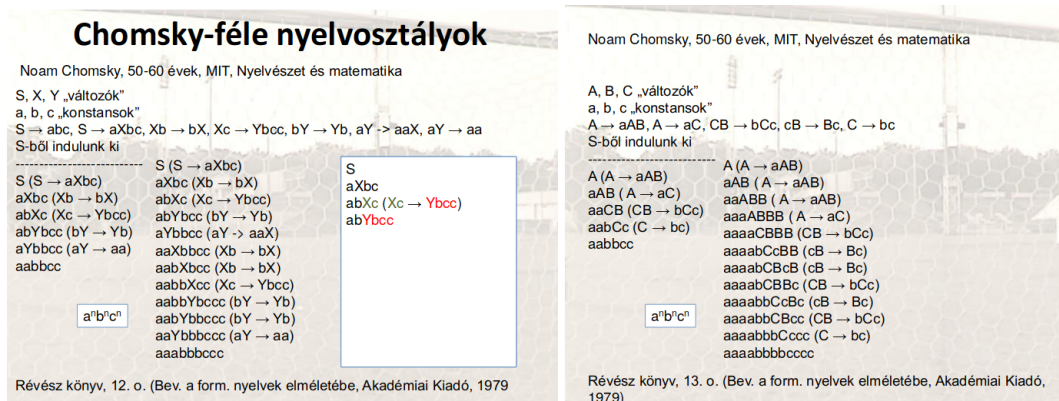 Chomsky-féle nyelvosztályok
Noam Chomsky, 50-60 évek, MIT, Nyelvészet és matematika
S, X, Y „változók”
a, b, c „konstansok”
S → abc, S → aXbc, Xb → bX, Xc → Ybcc, bY → Yb, aY -> aaX, aY → aa
S-ből indulunk ki
-------------------------
S (S → aXbc)
aXbc (Xb → bX)
abXc (Xc → Ybcc)
abYbcc (bY → Yb)
aYbbcc (aY → aa)
aabbcc
aⁿbⁿcⁿ
S (S → aXbc)
aXbc (Xb → bX)
abXc (Xc → Ybcc)
abYbcc (bY → Yb)
aYbbcc (aY -> aaX)
aaXbbcc (Xb → bX)
aabXbcc (Xb → bX)
aabbXcc (Xc → Ybcc)
aabbYbccc (bY → Yb)
aabYbbccc (bY → Yb)
aaYbbbccc (aY → aa)
aaabbbccc
S
aXbc
abXc (Xc → Ybcc)
abYbcc
Révész könyv, 12. o. (Bev. a form. nyelvek elméletébe, Akadémiai Kiadó, 1979
Noam Chomsky, 50-60 évek, MIT, Nyelvészet és matematika
A, B, C „változók”
a, b, c „konstansok”
A → aAB, A → aC, CB → bCc, cB → Bc, C → bc
S-ből indulunk ki
-------------------------
A (A → aAB)
aAB ( A → aC)
aaCB (CB → bCc)
aabCc (C → bc)
aabbcc
aⁿbⁿcⁿ
A (A → aAB)
aAB ( A → aAB)
aaABB ( A → aAB)
aaaABBB ( A → aC)
aaaaCBBB (CB → bCc)
aaaabCcBB (cB → Bc)
aaaabCBcB (cB → Bc)
aaaabCBBc (CB → bCc)
aaaabbCcBc (cB → Bc)
aaaabbCBcc (CB → bCc)
aaaabbbCccc (C → bc)
aaaabbbbcccc
Révész könyv, 13. o. (Bev. a form. nyelvek elméletébe, Akadémiai Kiadó,
1979)